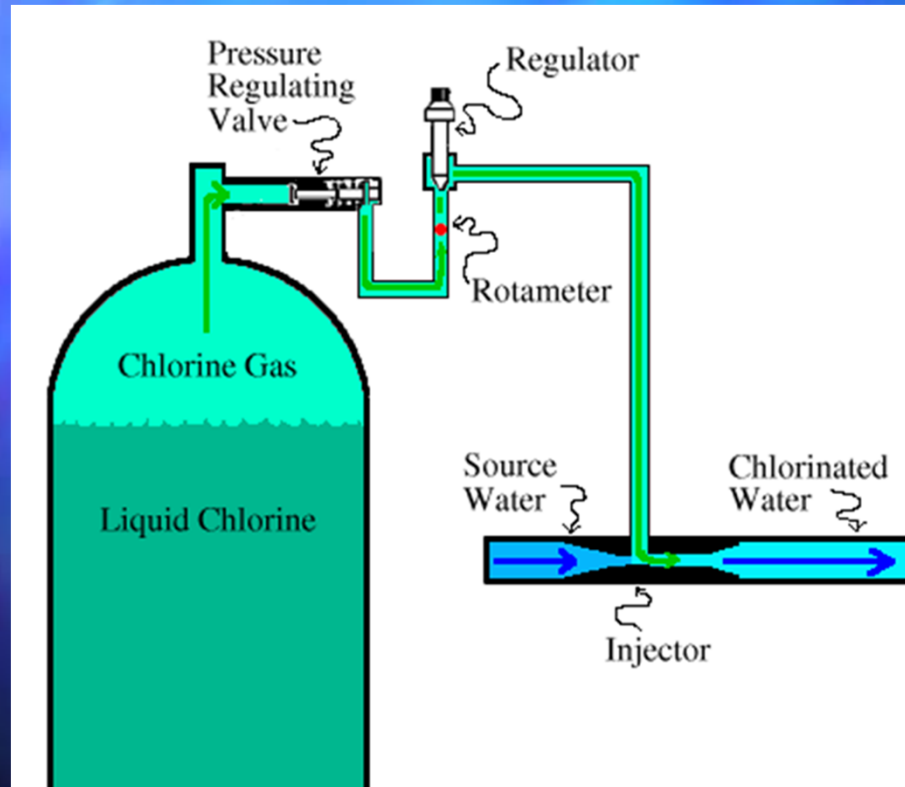 Pressure
Regulating
Valve
Regulator
Rotameter
Chlorine Gas
Liquid Chlorine
Source
Water
Chlorinated
Water
Injector